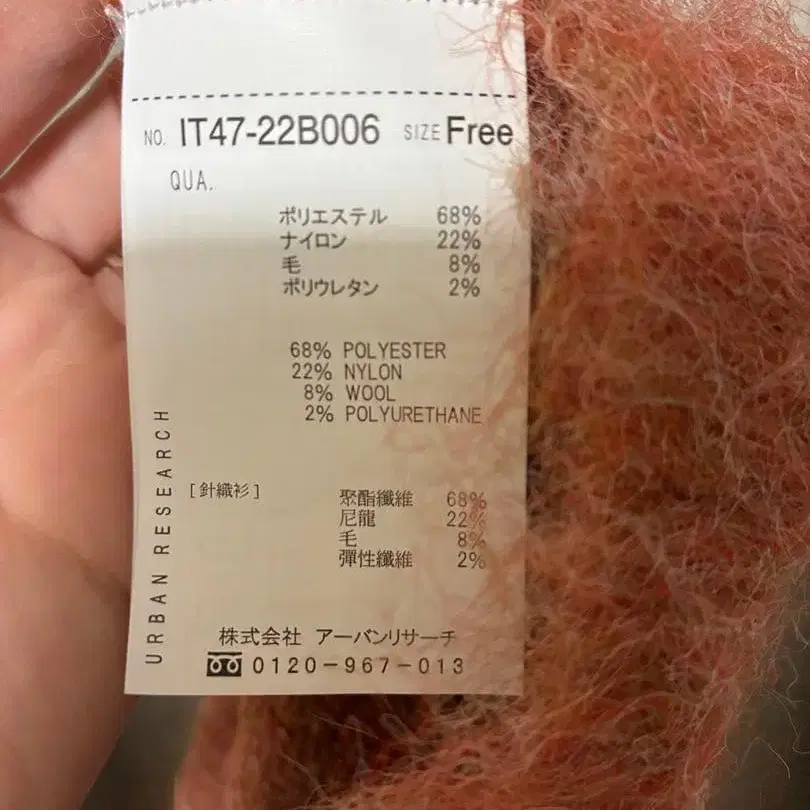 NO. IT47-22B006 SIZE Free
QUA.
ポリエステル 68%
ナイロン 22%
毛 8%
ポリウレタン 2%
68% POLYESTER
22% NYLON
8% WOOL
2% POLYURETHANE
[針織衫]
聚酯纖維 68%
尼龍 22%
毛 8%
彈性纖維 2%
URBAN RESEARCH
株式会社 アーバンリサーチ
0120-967-013